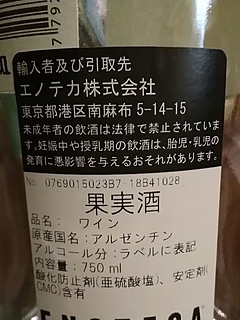 輸入者及び引取先
エノテカ株式会社
東京都港区南麻布 5-14-15
未成年者の飲酒は法律で禁止されています。
妊娠中や授乳期の飲酒は、胎児・乳児の
発育に悪影響を与えるおそれがあります。
No. 0769015023B7-18B41028
果実酒
品名： ワイン
原産国名：アルゼンチン
アルコール分：ラベルに表記
内容量：750 ml
酸化防止剤(亜硫酸塩)、安定剤(
CMC)含有
ENOTECA